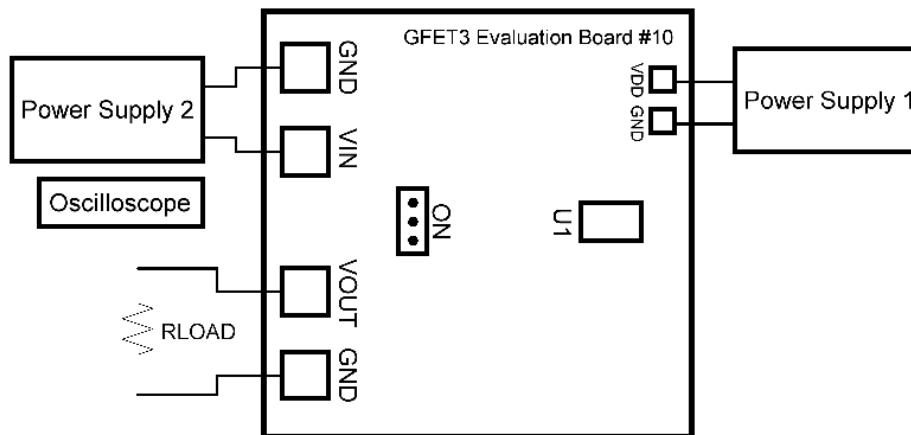 GFET3 Evaluation Board #10
GND
VDD
Power Supply 2
Power Supply 1
GND
VIN
Oscilloscope
ON
U1
VOUT
RLOAD
GND